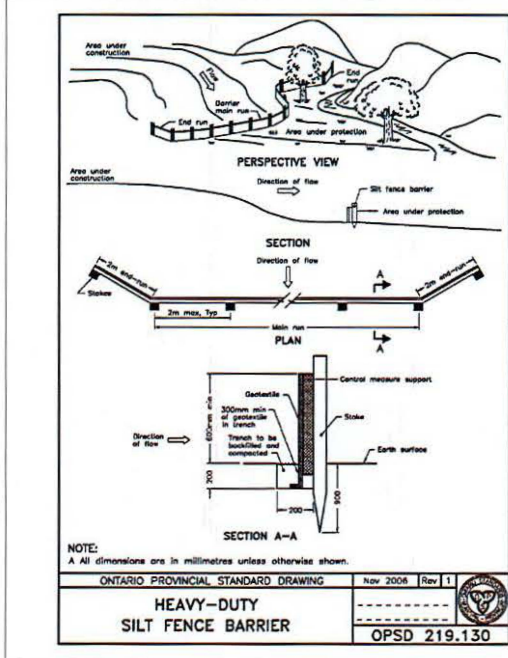 Area under
construction
Flow
End
run
Barrier
main run
End run
Area under protection
PERSPECTIVE VIEW
Area under
construction
Direction of flow
Silt fence barrier
Area under protection
SECTION
Direction of flow
2m end-run
A
2m end-run
Stakes
2m max, Typ
Main run
A
PLAN
Control measure support
Geotextile
300mm min
of geotextile
in trench
Stake
600mm min
Direction
of flow
Trench to be
backfilled and
compacted
Earth surface
200
200
900
SECTION A-A
NOTE:
A All dimensions are in millimetres unless otherwise shown.
ONTARIO PROVINCIAL STANDARD DRAWING
Nov 2006
Rev
1
HEAVY-DUTY
SILT FENCE BARRIER
OPSD 219.130